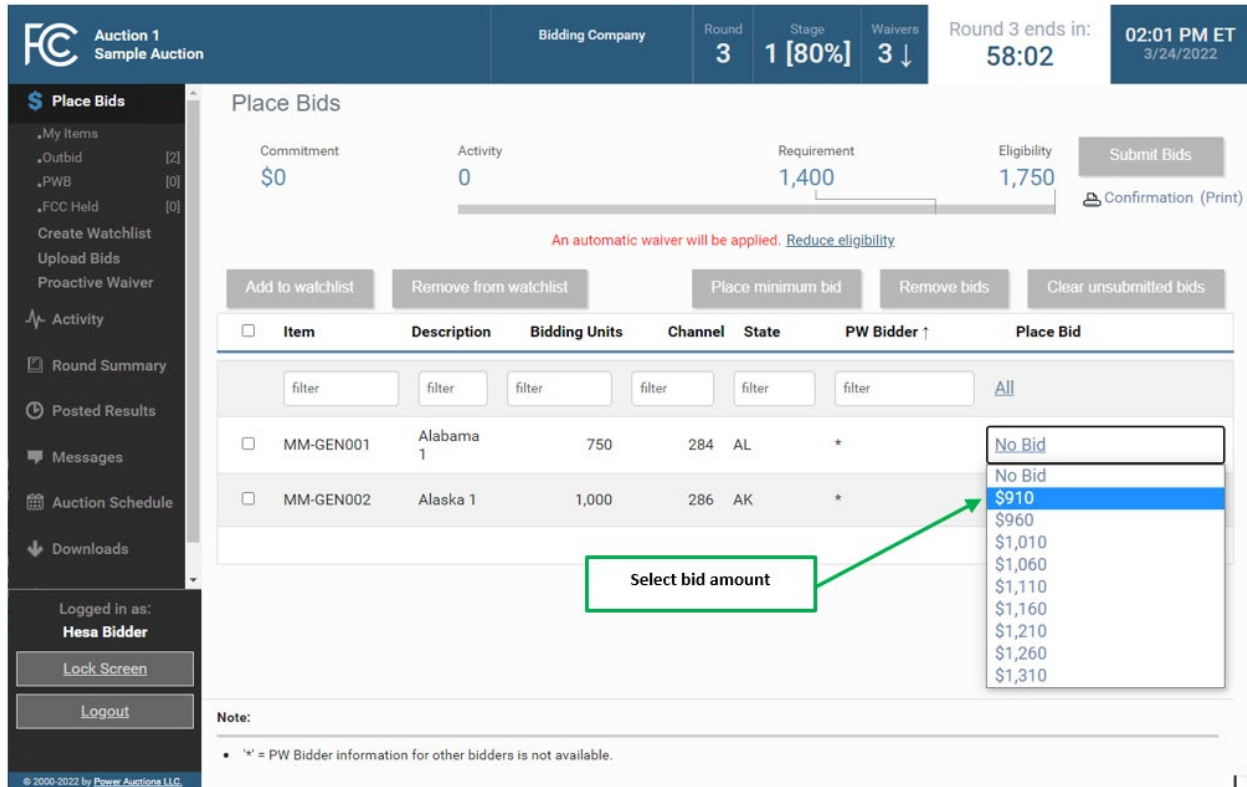 FCC
Auction 1
Sample Auction
Bidding Company
Round
3
Stage
1 [80%]
Waivers
3 ↓
Round 3 ends in:
58:02
02:01 PM ET
3/24/2022
$ Place Bids
My Items
Outbid [2]
PWB [0]
FCC Held [0]
Create Watchlist
Upload Bids
Proactive Waiver
Activity
Round Summary
Posted Results
Messages
Auction Schedule
Downloads
Logged in as:
Hesa Bidder
Lock Screen
Logout
© 2000-2022 by Power Auctions LLC.
Place Bids
Commitment
$0
Activity
0
Requirement
1,400
Eligibility
1,750
Submit Bids
Confirmation (Print)
An automatic waiver will be applied. Reduce eligibility
Add to watchlist Remove from watchlist Place minimum bid Remove bids Clear unsubmitted bids
Item Description Bidding Units Channel State PW Bidder ↑ Place Bid
filter filter filter filter filter filter All
MM-GEN001 Alabama 1 750 284 AL * No Bid
MM-GEN002 Alaska 1 1,000 286 AK *
No Bid
$910
$960
$1,010
$1,060
$1,110
$1,160
$1,210
$1,260
$1,310
Select bid amount
Note:
• '*' = PW Bidder information for other bidders is not available.